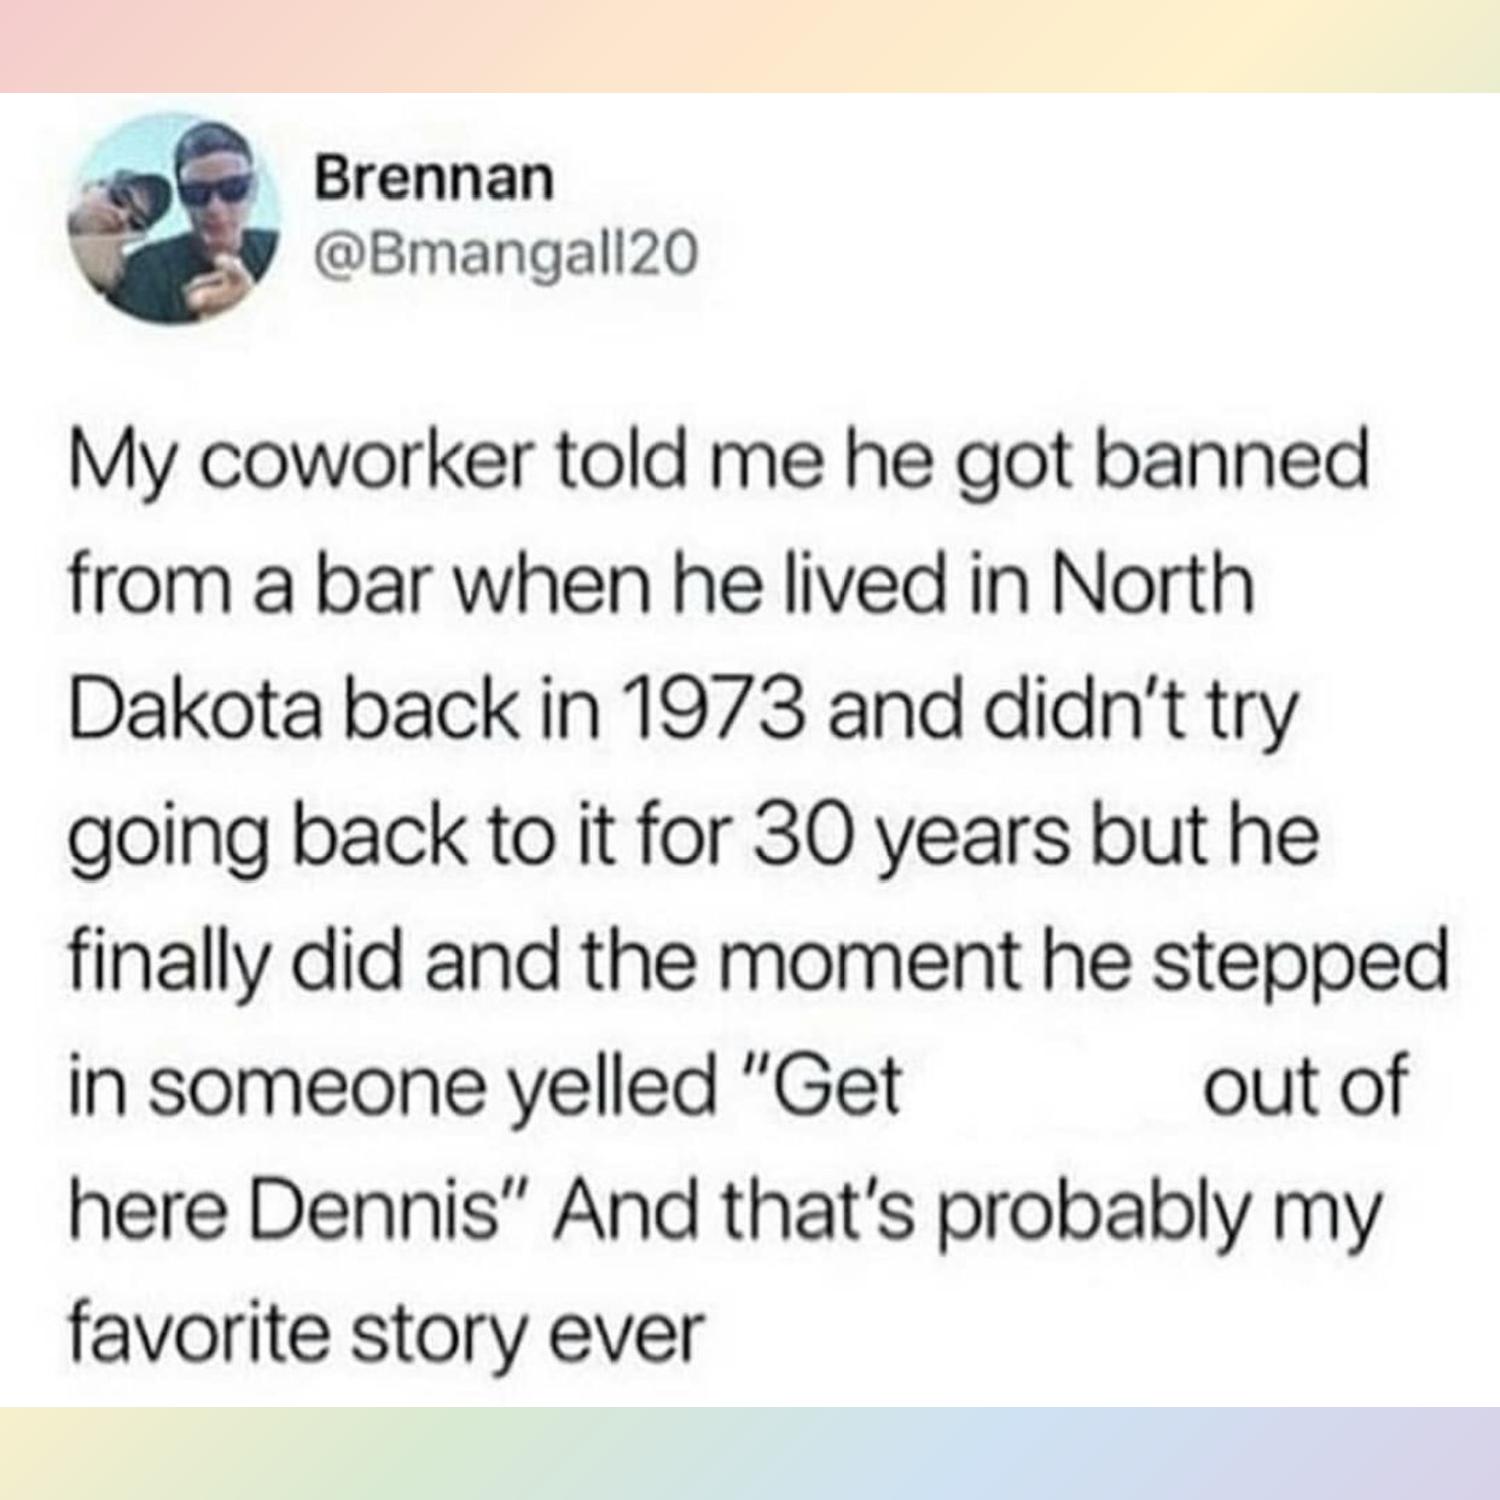 Brennan
@Bmangall20
My coworker told me he got banned
from a bar when he lived in North
Dakota back in 1973 and didn't try
going back to it for 30 years but he
finally did and the moment he stepped
in someone yelled "Get out of
here Dennis" And that's probably my
favorite story ever